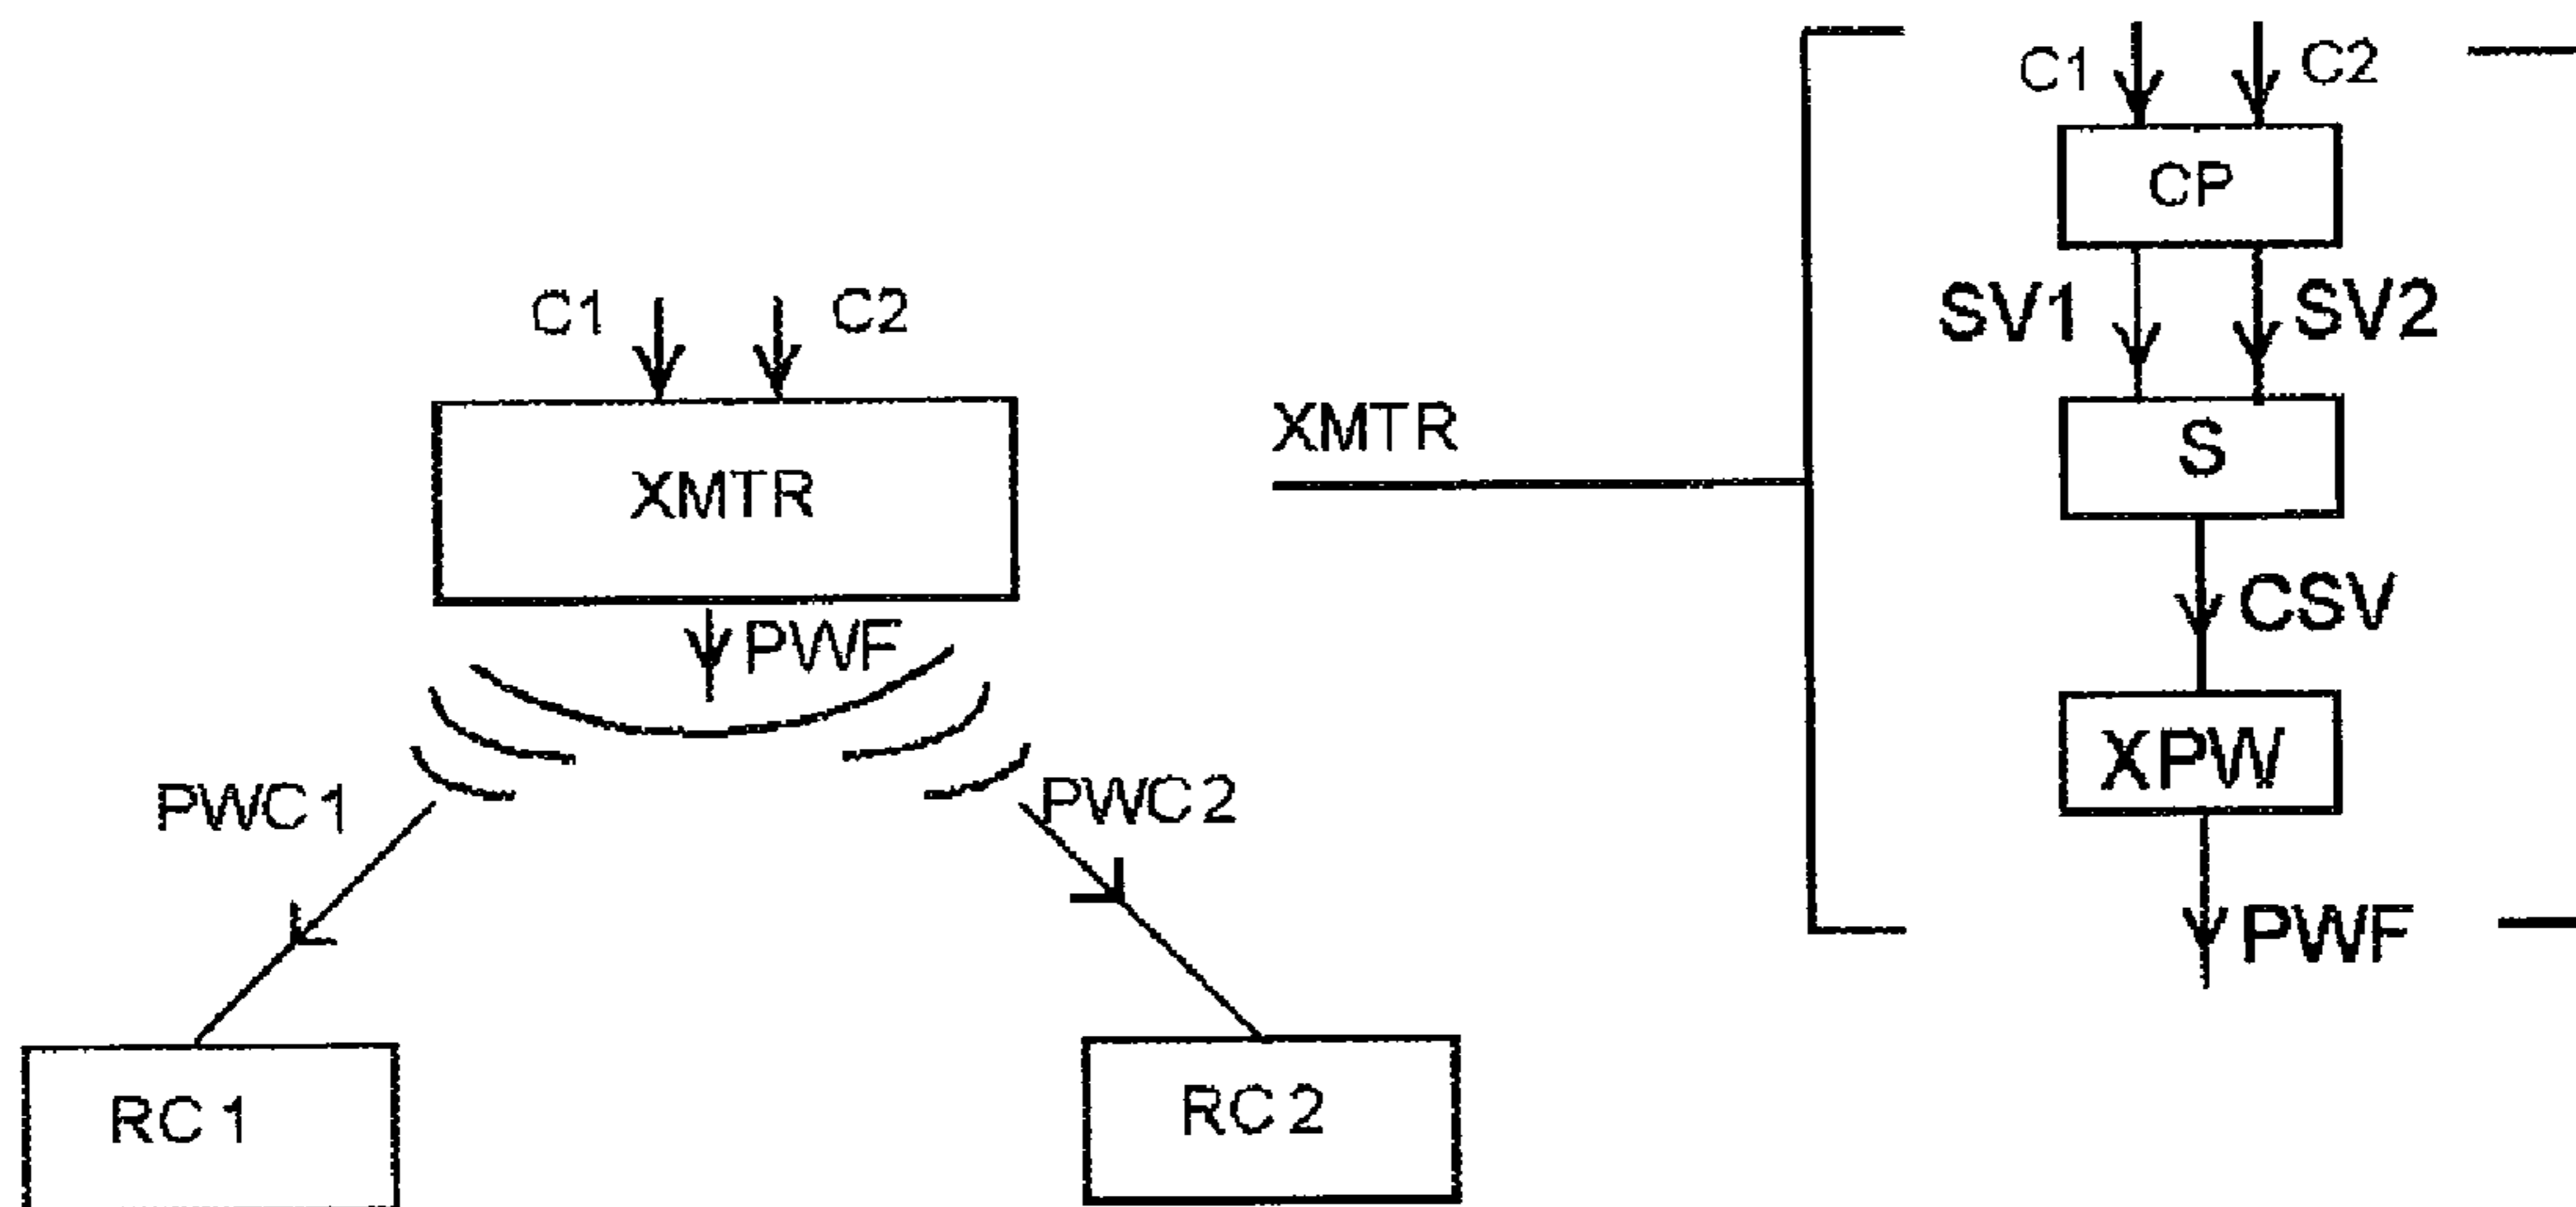 C1 C2
XMTR
PWF
PWC1 PWC2
RC1 RC2
XMTR
C1 C2
CP
SV1 SV2
S
CSV
XPW
PWF